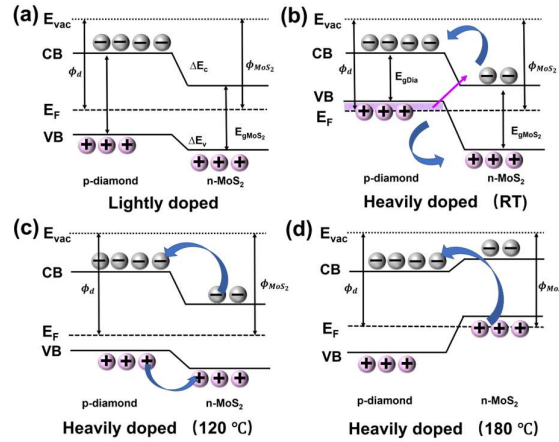 (a)
E_vac
CB
ϕ_d
ΔE_c
ϕ_MoS₂
E_F
VB
ΔE_v
E_gMoS₂
p-diamond
n-MoS₂
Lightly doped
(b)
E_vac
CB
ϕ_d
E_gDia
ϕ_MoS₂
VB
E_F
E_gMoS₂
p-diamond
n-MoS₂
Heavily doped (RT)
(c)
E_vac
CB
ϕ_d
ϕ_MoS₂
E_F
VB
p-diamond
n-MoS₂
Heavily doped (120 ℃)
(d)
E_vac
CB
ϕ_d
ϕ_Mo
E_F
VB
p-diamond
n-MoS₂
Heavily doped (180 ℃)